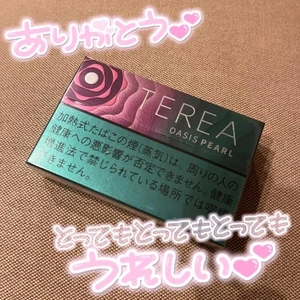 ありがとう💕
TEREA
OASIS PEARL
加熱式たばこの煙(蒸気)は、周りの人の
健康への悪影響が否定できません。健康
増進法で禁じられている場所では喫
きません。
とってもとってもとっても
うれしい💕